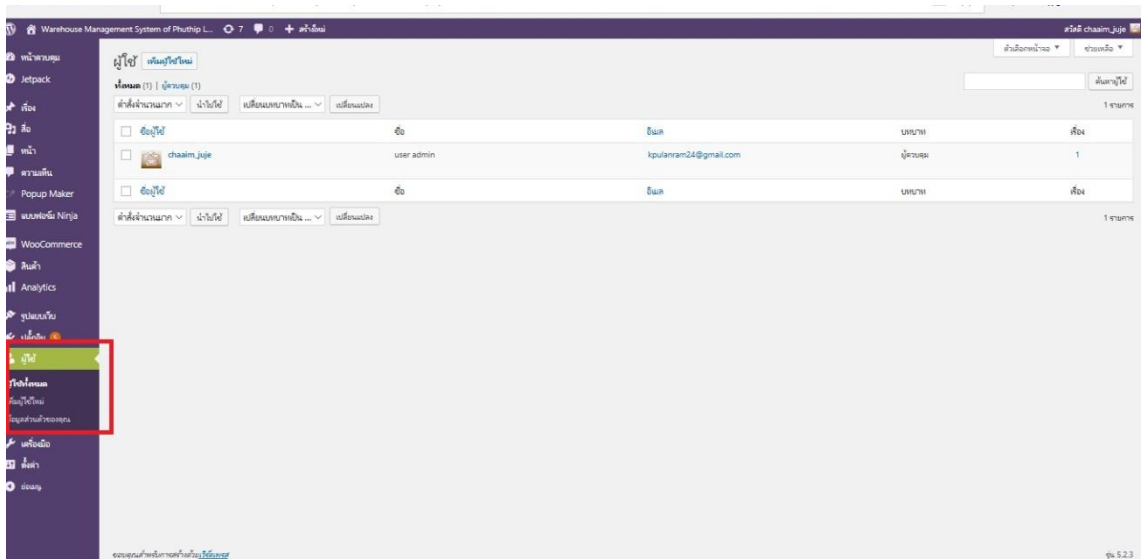 Warehouse Management System of Phuthip L... 7 0 สร้างใหม่ สวัสดี chaaim_juje
ตัวเลือกหน้าจอ ช่วยเหลือ
หน้าควบคุม
Jetpack
เรื่อง
สื่อ
หน้า
ความเห็น
Popup Maker
แบบฟอร์ม Ninja
WooCommerce
สินค้า
Analytics
รูปแบบเว็บ
ปลั๊กอิน 5
ผู้ใช้
ผู้ใช้ทั้งหมด
เพิ่มผู้ใช้ใหม่
ข้อมูลส่วนตัวของคุณ
เครื่องมือ
ตั้งค่า
ย่อเมนู
ผู้ใช้ เพิ่มผู้ใช้ใหม่
ทั้งหมด (1) | ผู้ควบคุม (1)
ค้นหาผู้ใช้
คำสั่งจำนวนมาก นำไปใช้ เปลี่ยนบทบาทเป็น ... เปลี่ยนแปลง 1 รายการ
ชื่อผู้ใช้ ชื่อ อีเมล บทบาท เรื่อง
chaaim_juje user admin kpulanram24@gmail.com ผู้ควบคุม 1
ชื่อผู้ใช้ ชื่อ อีเมล บทบาท เรื่อง
คำสั่งจำนวนมาก นำไปใช้ เปลี่ยนบทบาทเป็น ... เปลี่ยนแปลง 1 รายการ
ขอบคุณสำหรับการสร้างด้วยเวิร์ดเพรส รุ่น 5.2.3